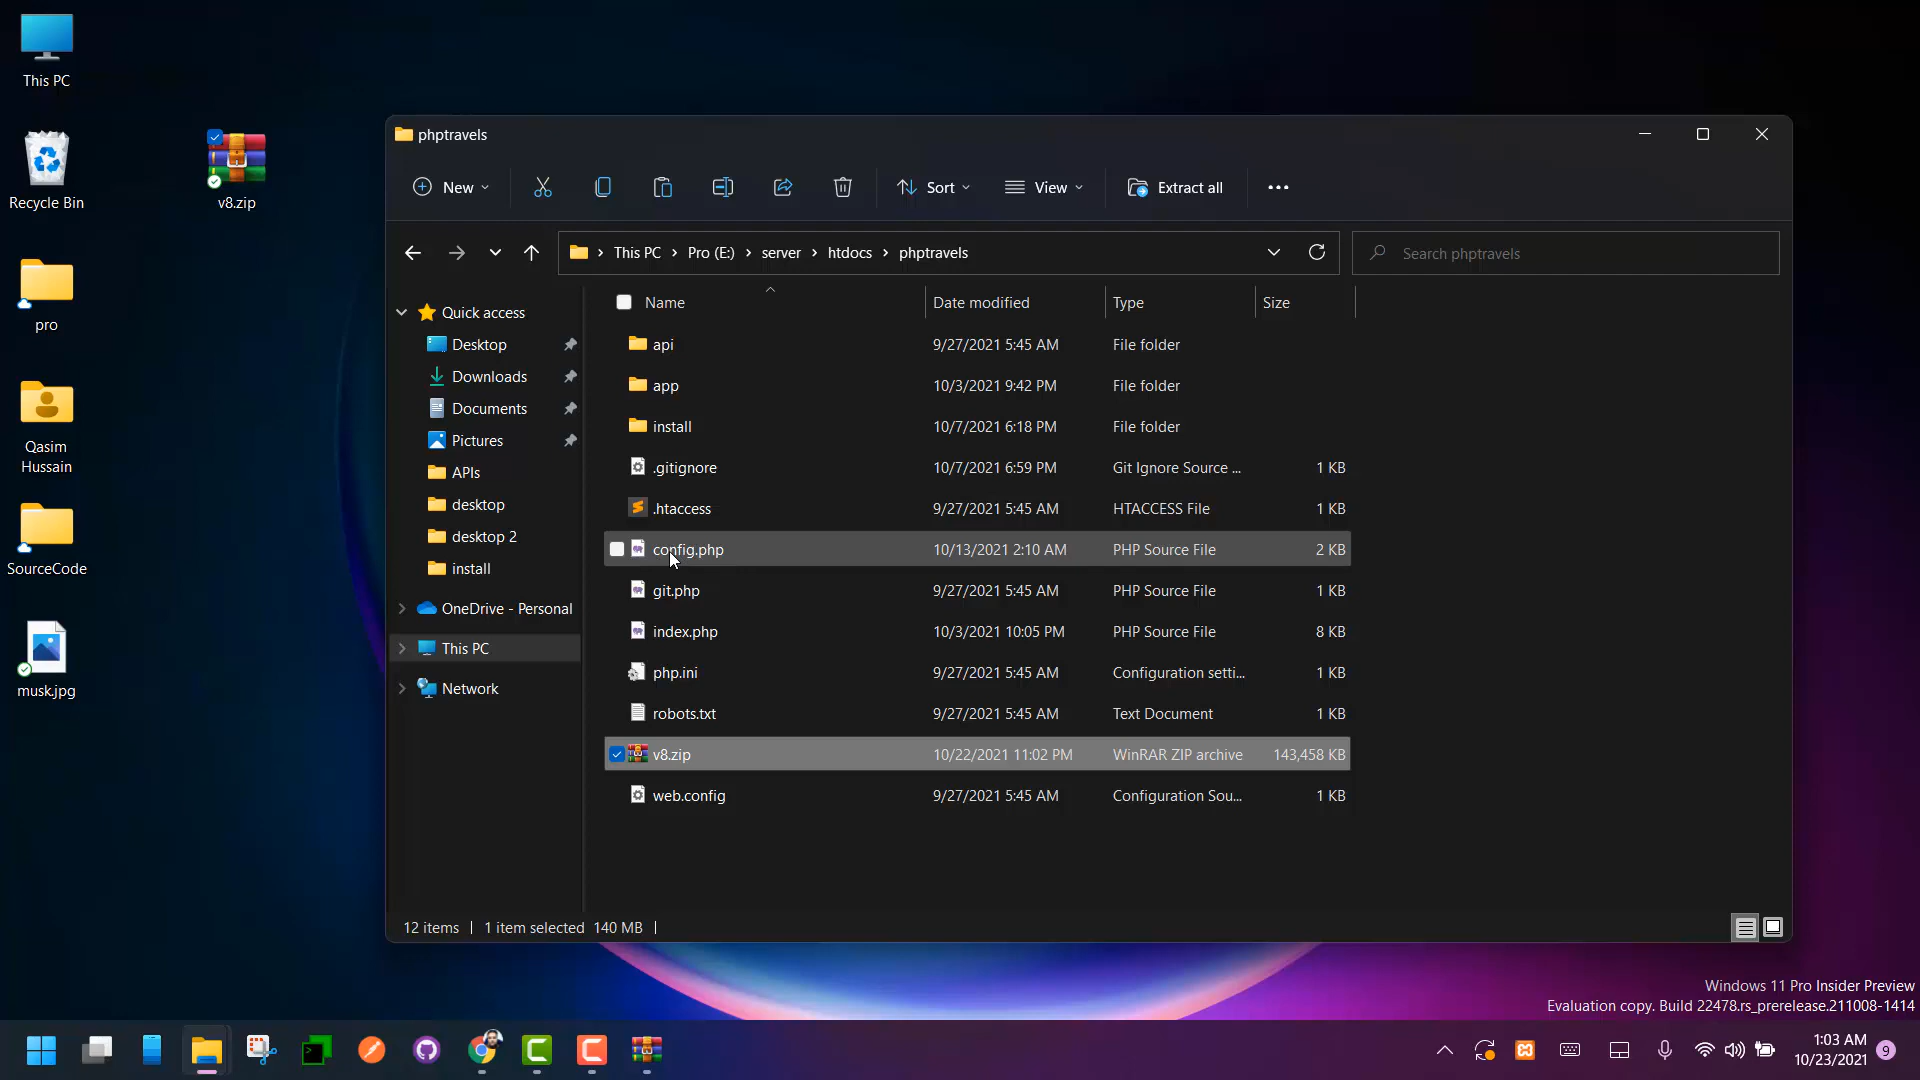 This PC
Recycle Bin
v8.zip
pro
Qasim
Hussain
SourceCode
musk.jpg
phptravels
New
Sort
View
Extract all
This PC
Pro (E:)
server
htdocs
phptravels
Search phptravels
Quick access
Desktop
Downloads
Documents
Pictures
APIs
desktop
desktop 2
install
OneDrive - Personal
This PC
Network
Name Date modified Type Size
api 9/27/2021 5:45 AM File folder
app 10/3/2021 9:42 PM File folder
install 10/7/2021 6:18 PM File folder
.gitignore 10/7/2021 6:59 PM Git Ignore Source ... 1 KB
.htaccess 9/27/2021 5:45 AM HTACCESS File 1 KB
config.php 10/13/2021 2:10 AM PHP Source File 2 KB
git.php 9/27/2021 5:45 AM PHP Source File 1 KB
index.php 10/3/2021 10:05 PM PHP Source File 8 KB
php.ini 9/27/2021 5:45 AM Configuration setti... 1 KB
robots.txt 9/27/2021 5:45 AM Text Document 1 KB
v8.zip 10/22/2021 11:02 PM WinRAR ZIP archive 143,458 KB
web.config 9/27/2021 5:45 AM Configuration Sou... 1 KB
12 items 1 item selected 140 MB
Windows 11 Pro Insider Preview
Evaluation copy. Build 22478.rs_prerelease.211008-1414
1:03 AM
10/23/2021
9